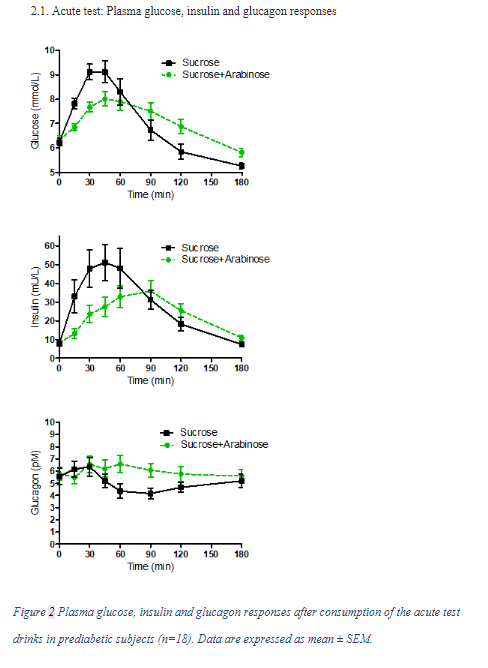 2.1. Acute test: Plasma glucose, insulin and glucagon responses
10
9
8
7
6
5
Glucose (mmol/L)
Sucrose
Sucrose+Arabinose
0 30 60 90 120 150 180
Time (min)
60
50
40
30
20
10
0
Insulin (mU/L)
Sucrose
Sucrose+Arabinose
0 30 60 90 120 150 180
Time (min)
10
9
8
7
6
5
4
3
2
1
0
Glucagon (pM)
Sucrose
Sucrose+Arabinose
0 30 60 90 120 150 180
Time (min)
Figure 2 Plasma glucose, insulin and glucagon responses after consumption of the acute test
drinks in prediabetic subjects (n=18). Data are expressed as mean ± SEM.